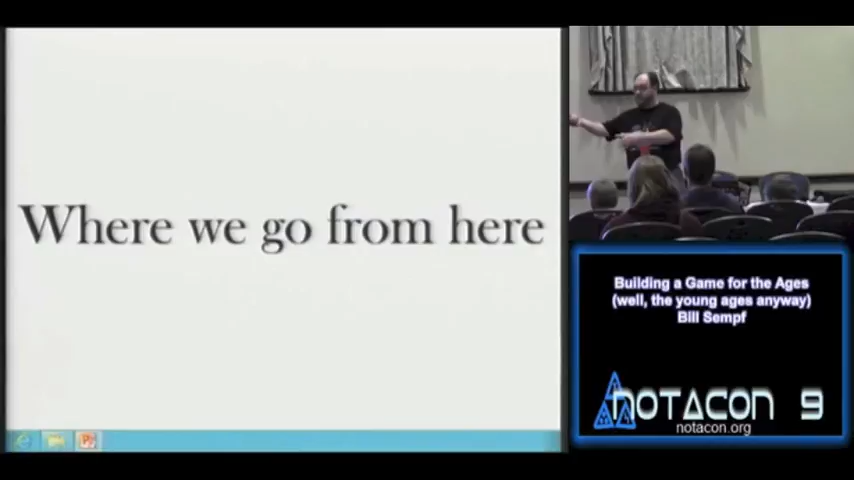 Where we go from here
Building a Game for the Ages
(well, the young ages anyway)
Bill Sempf
NOTACON 9
notacon.org